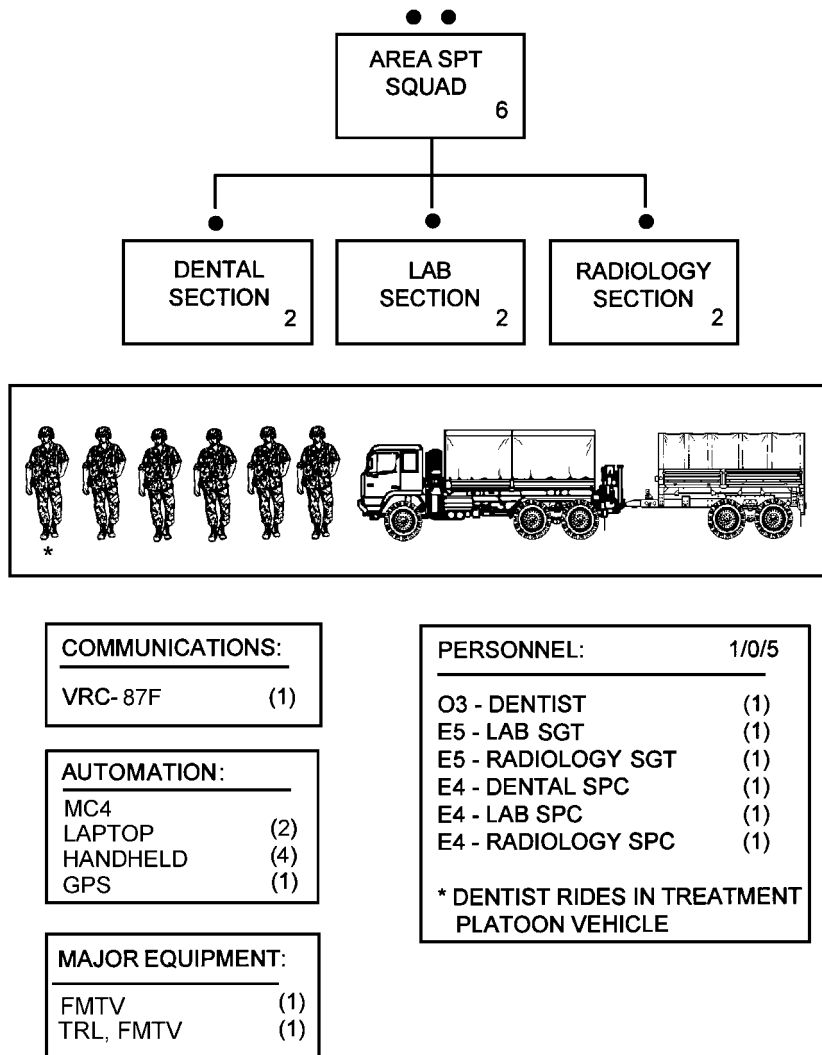 AREA SPT
SQUAD
6
DENTAL
SECTION
2
LAB
SECTION
2
RADIOLOGY
SECTION
2
*
COMMUNICATIONS:
VRC- 87F (1)
AUTOMATION:
MC4
LAPTOP (2)
HANDHELD (4)
GPS (1)
MAJOR EQUIPMENT:
FMTV (1)
TRL, FMTV (1)
PERSONNEL: 1/0/5
O3 - DENTIST (1)
E5 - LAB SGT (1)
E5 - RADIOLOGY SGT (1)
E4 - DENTAL SPC (1)
E4 - LAB SPC (1)
E4 - RADIOLOGY SPC (1)
* DENTIST RIDES IN TREATMENT
PLATOON VEHICLE